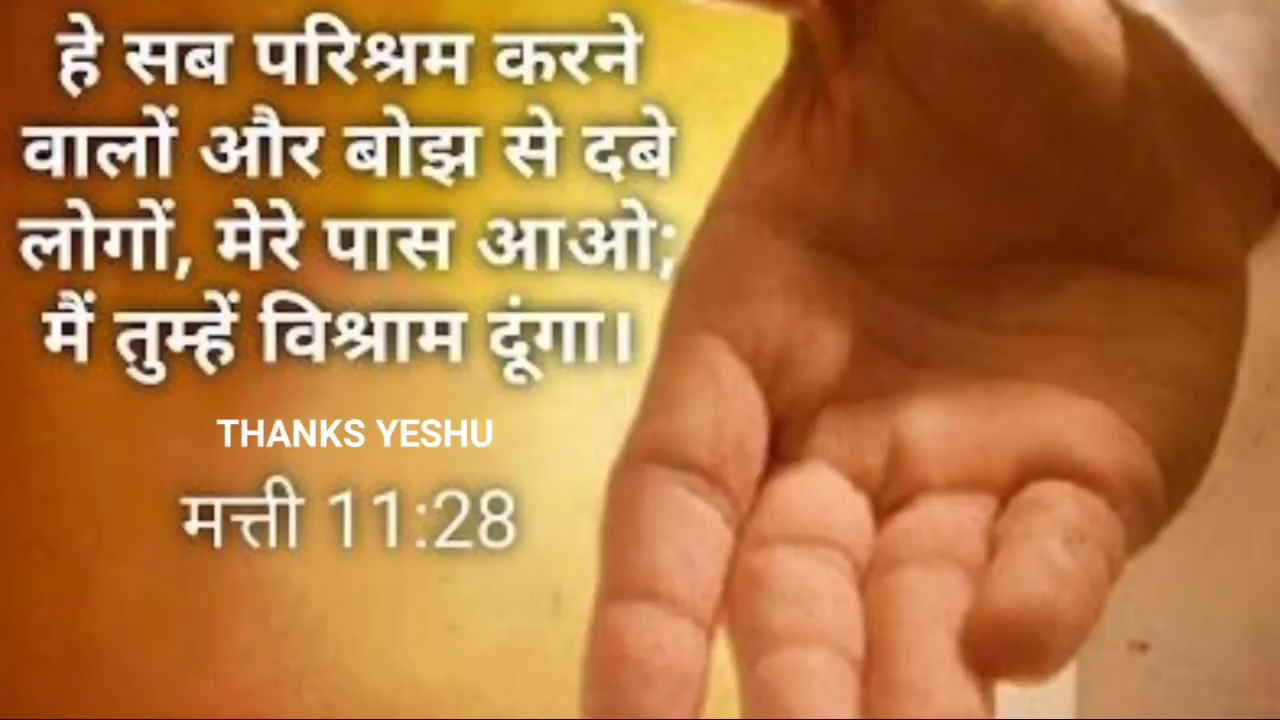 हे सब परिश्रम करने
वालों और बोझ से दबे
लोगों, मेरे पास आओ;
मैं तुम्हें विश्राम दूंगा।
THANKS YESHU
मत्ती 11:28